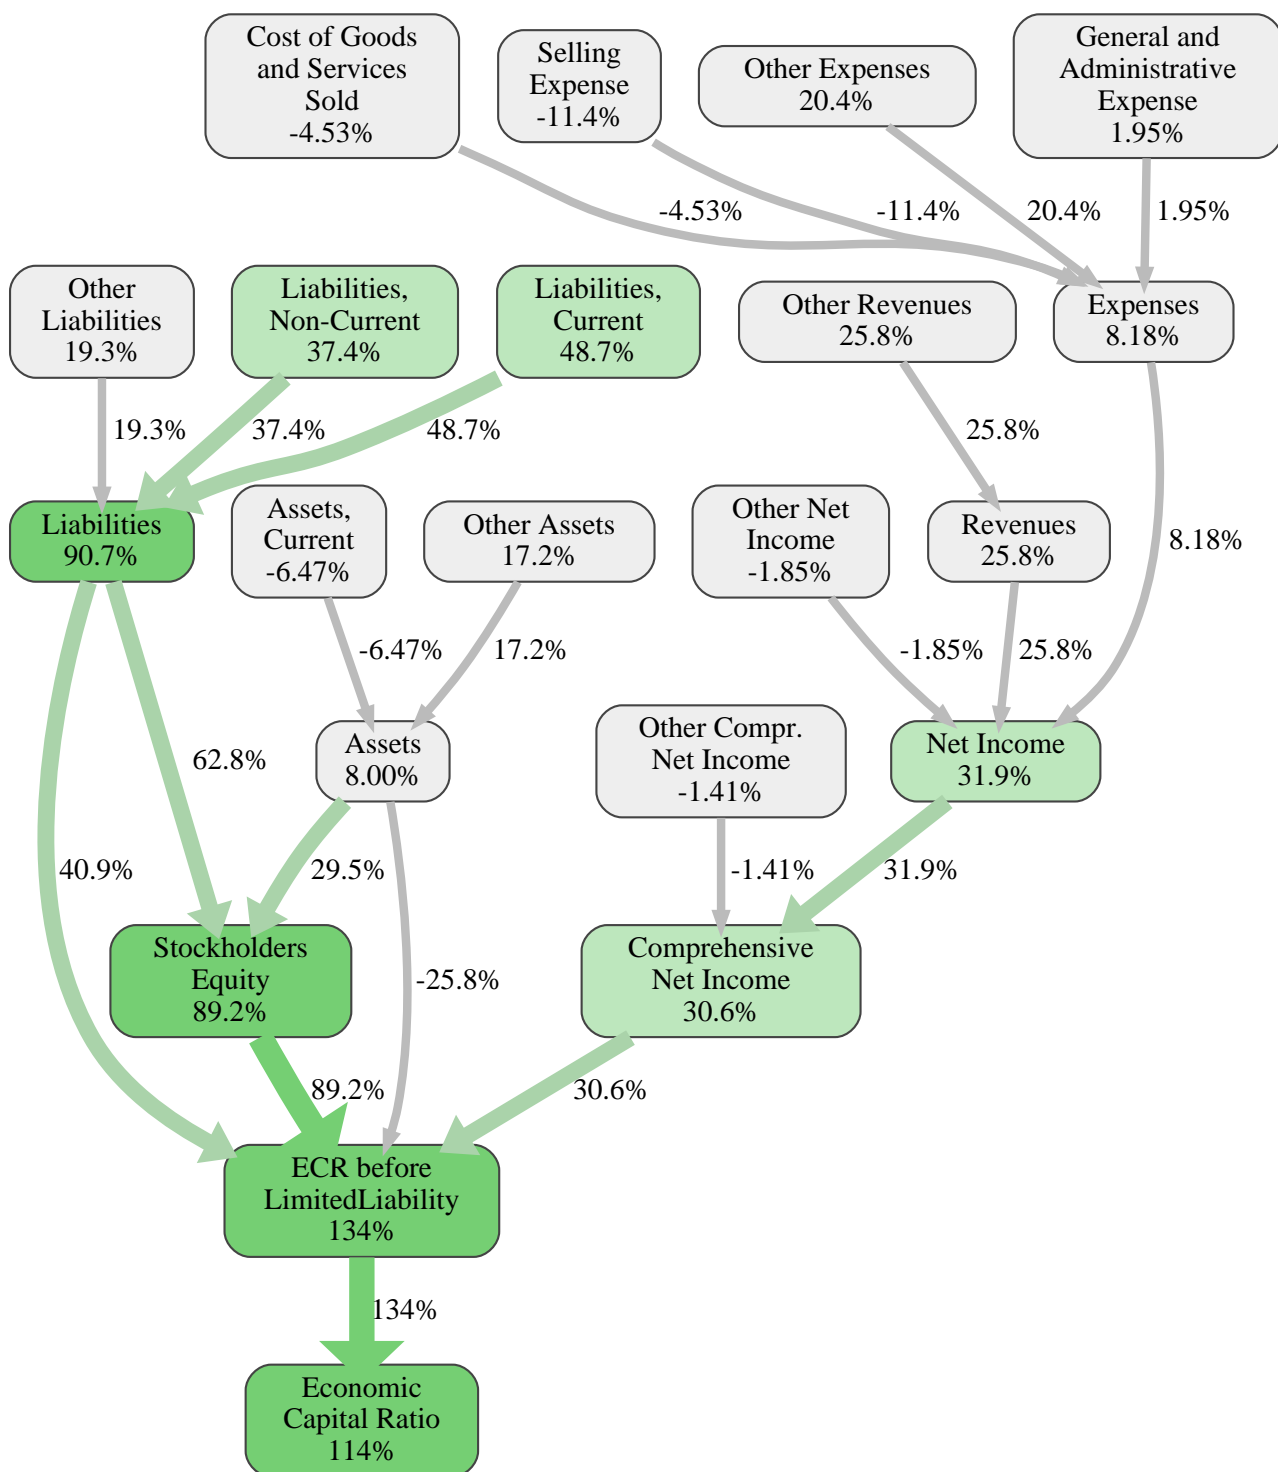 Cost of Goods
and Services
Sold
-4.53%
Selling
Expense
-11.4%
Other Expenses
20.4%
General and
Administrative
Expense
1.95%
-4.53%
-11.4%
20.4%
1.95%
Other
Liabilities
19.3%
Liabilities,
Non-Current
37.4%
Liabilities,
Current
48.7%
Other Revenues
25.8%
Expenses
8.18%
19.3%
37.4%
48.7%
25.8%
8.18%
Liabilities
90.7%
Assets,
Current
-6.47%
Other Assets
17.2%
Other Net
Income
-1.85%
Revenues
25.8%
-6.47%
17.2%
-1.85%
25.8%
62.8%
Assets
8.00%
Other Compr.
Net Income
-1.41%
Net Income
31.9%
40.9%
29.5%
-1.41%
31.9%
Stockholders
Equity
89.2%
-25.8%
Comprehensive
Net Income
30.6%
89.2%
30.6%
ECR before
LimitedLiability
134%
134%
Economic
Capital Ratio
114%